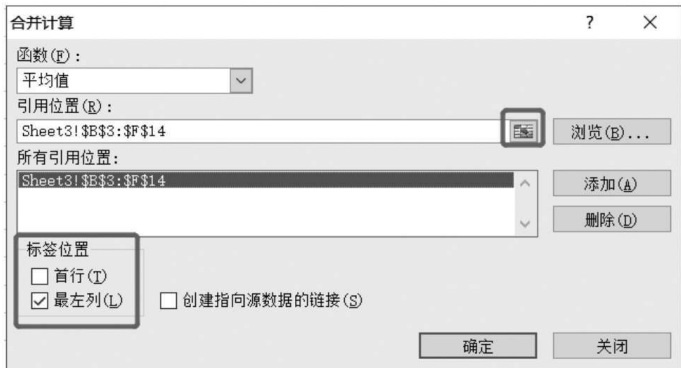 合并计算 ?
函数(F):
平均值
引用位置(R):
Sheet3!$B$3:$F$14
浏览(B)...
所有引用位置:
Sheet3!$B$3:$F$14
添加(A)
删除(D)
标签位置
首行(T)
最左列(L) 创建指向源数据的链接(S)
确定 关闭